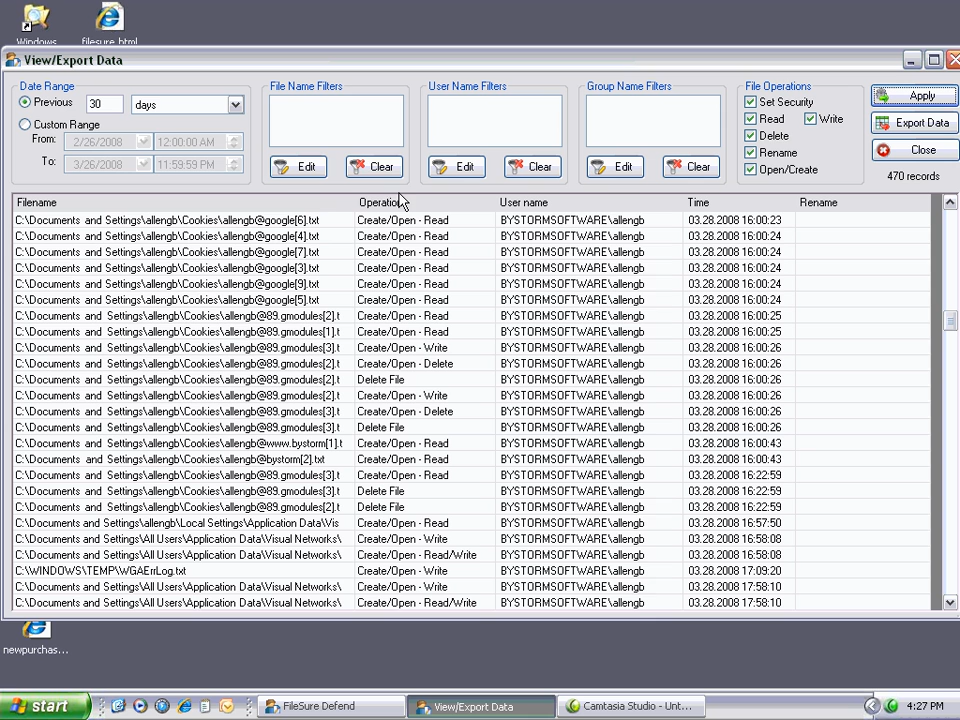 Windows
filesure.html
View/Export Data
Date Range
Previous 30 days
Custom Range
From: 2/26/2008 12:00:00 AM
To: 3/26/2008 11:59:59 PM
File Name Filters
Edit Clear
User Name Filters
Edit Clear
Group Name Filters
Edit Clear
File Operations
Set Security
Read Write
Delete
Rename
Open/Create
Apply
Export Data
Close
470 records
Filename Operation User name Time Rename
C:\Documents and Settings\allengb\Cookies\allengb@google[6].txt Create/Open - Read BYSTORMSOFTWARE\allengb 03.28.2008 16:00:23
C:\Documents and Settings\allengb\Cookies\allengb@google[4].txt Create/Open - Read BYSTORMSOFTWARE\allengb 03.28.2008 16:00:24
C:\Documents and Settings\allengb\Cookies\allengb@google[7].txt Create/Open - Read BYSTORMSOFTWARE\allengb 03.28.2008 16:00:24
C:\Documents and Settings\allengb\Cookies\allengb@google[3].txt Create/Open - Read BYSTORMSOFTWARE\allengb 03.28.2008 16:00:24
C:\Documents and Settings\allengb\Cookies\allengb@google[9].txt Create/Open - Read BYSTORMSOFTWARE\allengb 03.28.2008 16:00:24
C:\Documents and Settings\allengb\Cookies\allengb@google[5].txt Create/Open - Read BYSTORMSOFTWARE\allengb 03.28.2008 16:00:24
C:\Documents and Settings\allengb\Cookies\allengb@89.gmodules[2].t Create/Open - Read BYSTORMSOFTWARE\allengb 03.28.2008 16:00:25
C:\Documents and Settings\allengb\Cookies\allengb@89.gmodules[1].t Create/Open - Read BYSTORMSOFTWARE\allengb 03.28.2008 16:00:25
C:\Documents and Settings\allengb\Cookies\allengb@89.gmodules[3].t Create/Open - Write BYSTORMSOFTWARE\allengb 03.28.2008 16:00:26
C:\Documents and Settings\allengb\Cookies\allengb@89.gmodules[2].t Create/Open - Delete BYSTORMSOFTWARE\allengb 03.28.2008 16:00:26
C:\Documents and Settings\allengb\Cookies\allengb@89.gmodules[2].t Delete File BYSTORMSOFTWARE\allengb 03.28.2008 16:00:26
C:\Documents and Settings\allengb\Cookies\allengb@89.gmodules[2].t Create/Open - Write BYSTORMSOFTWARE\allengb 03.28.2008 16:00:26
C:\Documents and Settings\allengb\Cookies\allengb@89.gmodules[3].t Create/Open - Delete BYSTORMSOFTWARE\allengb 03.28.2008 16:00:26
C:\Documents and Settings\allengb\Cookies\allengb@89.gmodules[3].t Delete File BYSTORMSOFTWARE\allengb 03.28.2008 16:00:26
C:\Documents and Settings\allengb\Cookies\allengb@www.bystorm[1].t Create/Open - Read BYSTORMSOFTWARE\allengb 03.28.2008 16:00:43
C:\Documents and Settings\allengb\Cookies\allengb@bystorm[2].txt Create/Open - Read BYSTORMSOFTWARE\allengb 03.28.2008 16:00:43
C:\Documents and Settings\allengb\Cookies\allengb@89.gmodules[3].t Create/Open - Read BYSTORMSOFTWARE\allengb 03.28.2008 16:22:59
C:\Documents and Settings\allengb\Cookies\allengb@89.gmodules[3].t Delete File BYSTORMSOFTWARE\allengb 03.28.2008 16:22:59
C:\Documents and Settings\allengb\Cookies\allengb@89.gmodules[2].t Delete File BYSTORMSOFTWARE\allengb 03.28.2008 16:22:59
C:\Documents and Settings\allengb\Local Settings\Application Data\Vis Create/Open - Read BYSTORMSOFTWARE\allengb 03.28.2008 16:57:50
C:\Documents and Settings\All Users\Application Data\Visual Networks\ Create/Open - Write BYSTORMSOFTWARE\allengb 03.28.2008 16:58:08
C:\Documents and Settings\All Users\Application Data\Visual Networks\ Create/Open - Read/Write BYSTORMSOFTWARE\allengb 03.28.2008 16:58:08
C:\WINDOWS\TEMP\WGAErrLog.txt Create/Open - Write BYSTORMSOFTWARE\allengb 03.28.2008 17:09:20
C:\Documents and Settings\All Users\Application Data\Visual Networks\ Create/Open - Write BYSTORMSOFTWARE\allengb 03.28.2008 17:58:10
C:\Documents and Settings\All Users\Application Data\Visual Networks\ Create/Open - Read/Write BYSTORMSOFTWARE\allengb 03.28.2008 17:58:10
newpurchas...
start FileSure Defend View/Export Data Camtasia Studio - Unt... 4:27 PM